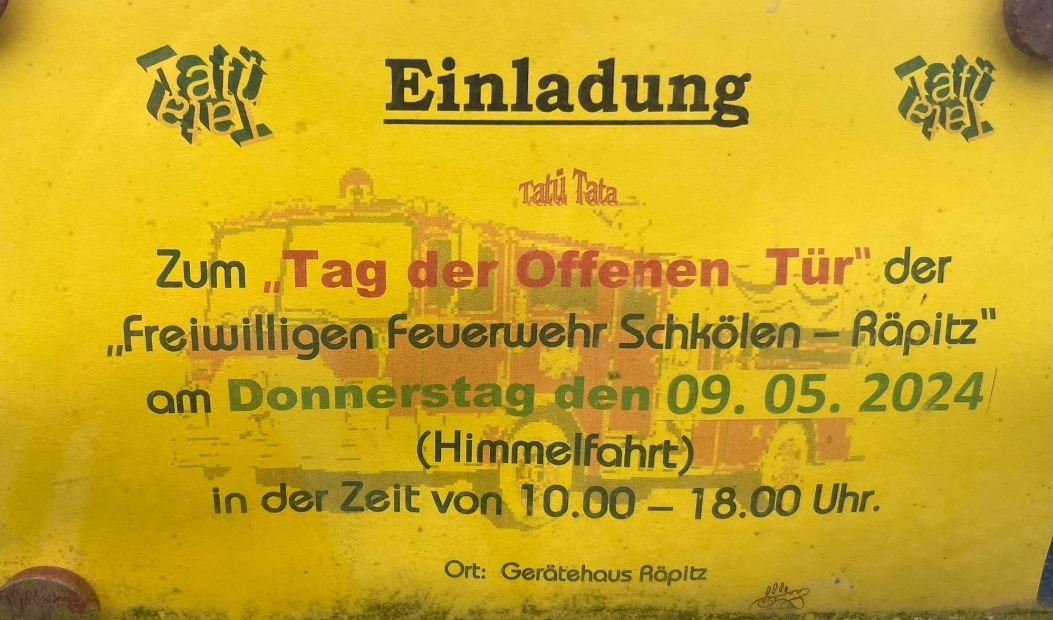 Tatü Tata
Einladung
Tatü Tata
Tatü Tata
Zum „Tag der Offenen Tür“ der
„Freiwilligen Feuerwehr Schkölen – Räpitz“
am Donnerstag den 09. 05. 2024
(Himmelfahrt)
in der Zeit von 10.00 – 18.00 Uhr.
Ort: Gerätehaus Räpitz